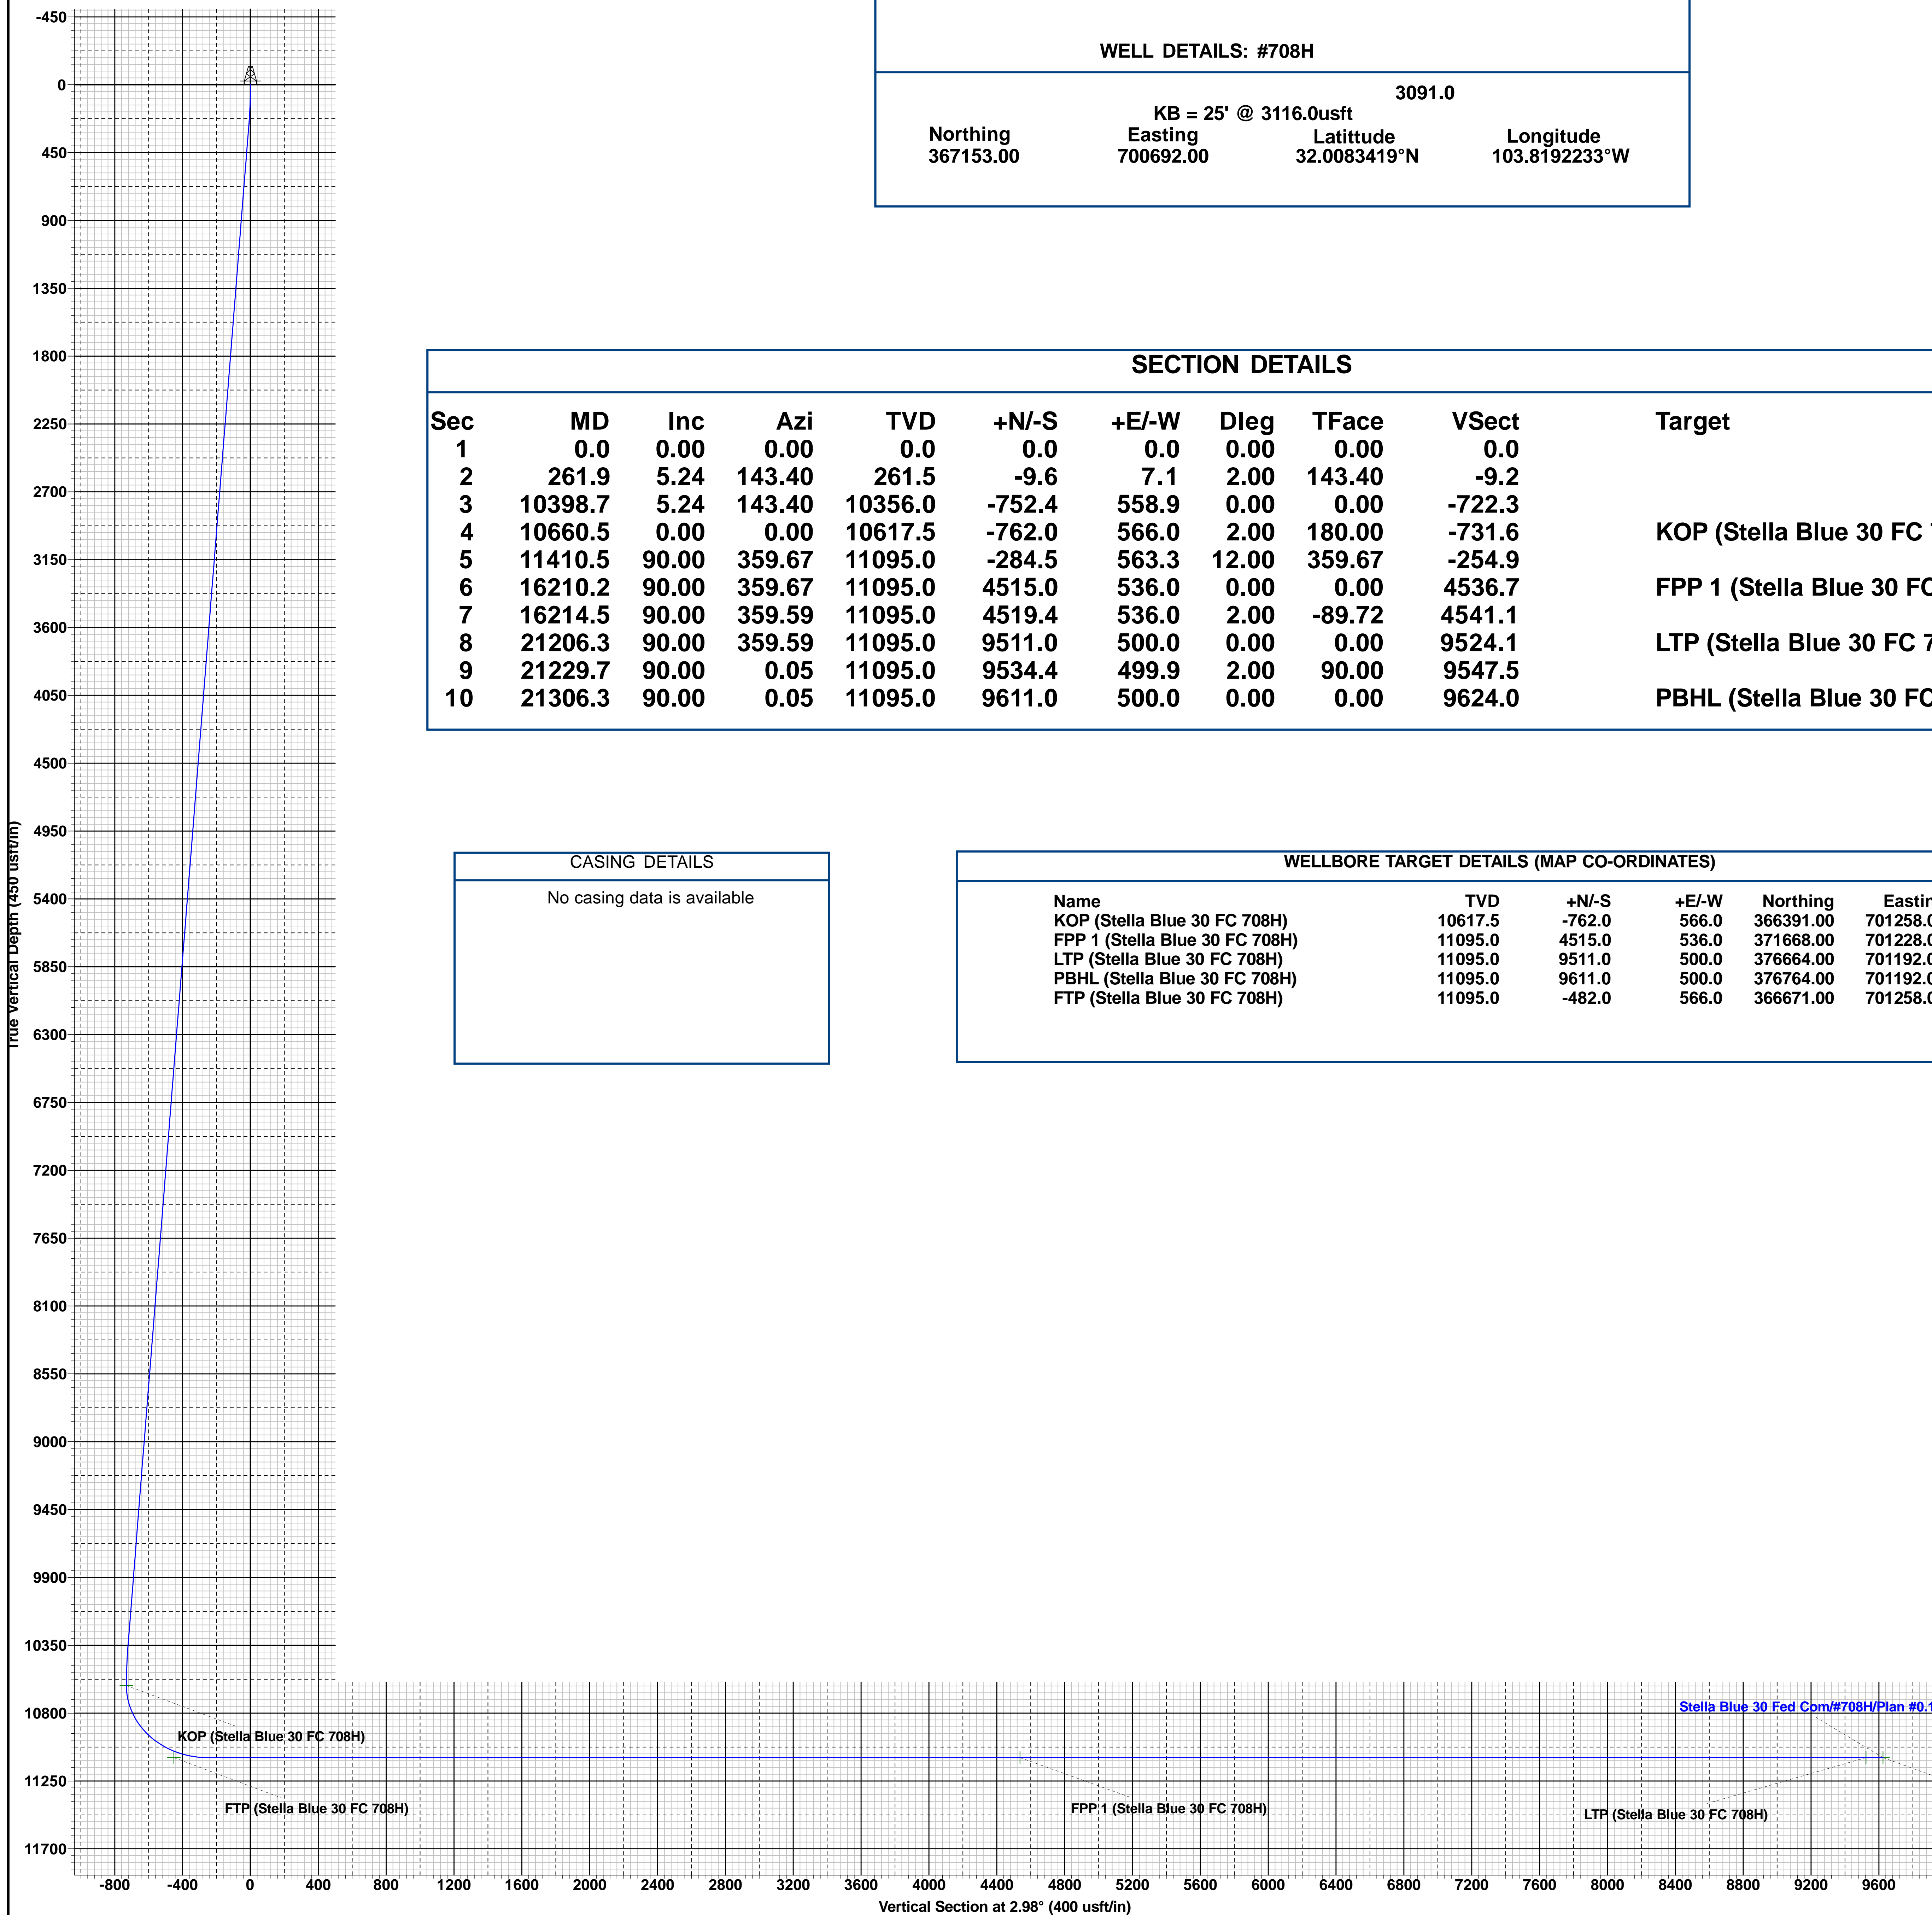 WELL DETAILS: #708H
3091.0
KB = 25' @ 3116.0usft
Northing Easting Latittude Longitude
367153.00 700692.00 32.0083419°N 103.8192233°W
SECTION DETAILS
Sec MD Inc Azi TVD +N/-S +E/-W Dleg TFace VSect Target
1 0.0 0.00 0.00 0.0 0.0 0.0 0.00 0.00 0.0
2 261.9 5.24 143.40 261.5 -9.6 7.1 2.00 143.40 -9.2
3 10398.7 5.24 143.40 10356.0 -752.4 558.9 0.00 0.00 -722.3
4 10660.5 0.00 0.00 10617.5 -762.0 566.0 2.00 180.00 -731.6 KOP (Stella Blue 30 FC
5 11410.5 90.00 359.67 11095.0 -284.5 563.3 12.00 359.67 -254.9
6 16210.2 90.00 359.67 11095.0 4515.0 536.0 0.00 0.00 4536.7 FPP 1 (Stella Blue 30 FC
7 16214.5 90.00 359.59 11095.0 4519.4 536.0 2.00 -89.72 4541.1
8 21206.3 90.00 359.59 11095.0 9511.0 500.0 0.00 0.00 9524.1 LTP (Stella Blue 30 FC 7
9 21229.7 90.00 0.05 11095.0 9534.4 499.9 2.00 90.00 9547.5
10 21306.3 90.00 0.05 11095.0 9611.0 500.0 0.00 0.00 9624.0 PBHL (Stella Blue 30 FC
CASING DETAILS
No casing data is available
WELLBORE TARGET DETAILS (MAP CO-ORDINATES)
Name TVD +N/-S +E/-W Northing Eastin
KOP (Stella Blue 30 FC 708H) 10617.5 -762.0 566.0 366391.00 701258.0
FPP 1 (Stella Blue 30 FC 708H) 11095.0 4515.0 536.0 371668.00 701228.0
LTP (Stella Blue 30 FC 708H) 11095.0 9511.0 500.0 376664.00 701192.0
PBHL (Stella Blue 30 FC 708H) 11095.0 9611.0 500.0 376764.00 701192.0
FTP (Stella Blue 30 FC 708H) 11095.0 -482.0 566.0 366671.00 701258.0
True Vertical Depth (450 usft/in)
-450
0
450
900
1350
1800
2250
2700
3150
3600
4050
4500
4950
5400
5850
6300
6750
7200
7650
8100
8550
9000
9450
9900
10350
10800
11250
11700
Stella Blue 30 Fed Com/#708H/Plan #0.1
KOP (Stella Blue 30 FC 708H)
FTP (Stella Blue 30 FC 708H)
FPP 1 (Stella Blue 30 FC 708H)
LTP (Stella Blue 30 FC 708H)
-800 -400 0 400 800 1200 1600 2000 2400 2800 3200 3600 4000 4400 4800 5200 5600 6000 6400 6800 7200 7600 8000 8400 8800 9200 9600
Vertical Section at 2.98° (400 usft/in)